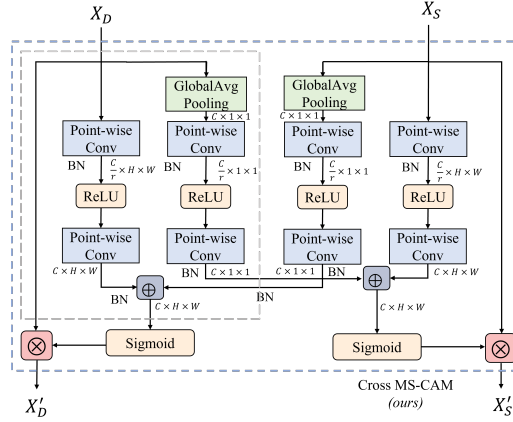 X_D
X_S
GlobalAvg
Pooling
GlobalAvg
Pooling
C × 1 × 1
C × 1 × 1
Point-wise
Conv
Point-wise
Conv
Point-wise
Conv
Point-wise
Conv
BN
C/r × H × W
BN
C/r × 1 × 1
BN
C/r × 1 × 1
BN
C/r × H × W
ReLU
ReLU
ReLU
ReLU
Point-wise
Conv
Point-wise
Conv
Point-wise
Conv
Point-wise
Conv
C × H × W
BN
C × 1 × 1
C × 1 × 1
BN
C × H × W
BN
⊕
BN
⊕
BN
C × H × W
C × H × W
⊗
Sigmoid
Sigmoid
⊗
Cross MS-CAM
(ours)
X′_D
X′_S